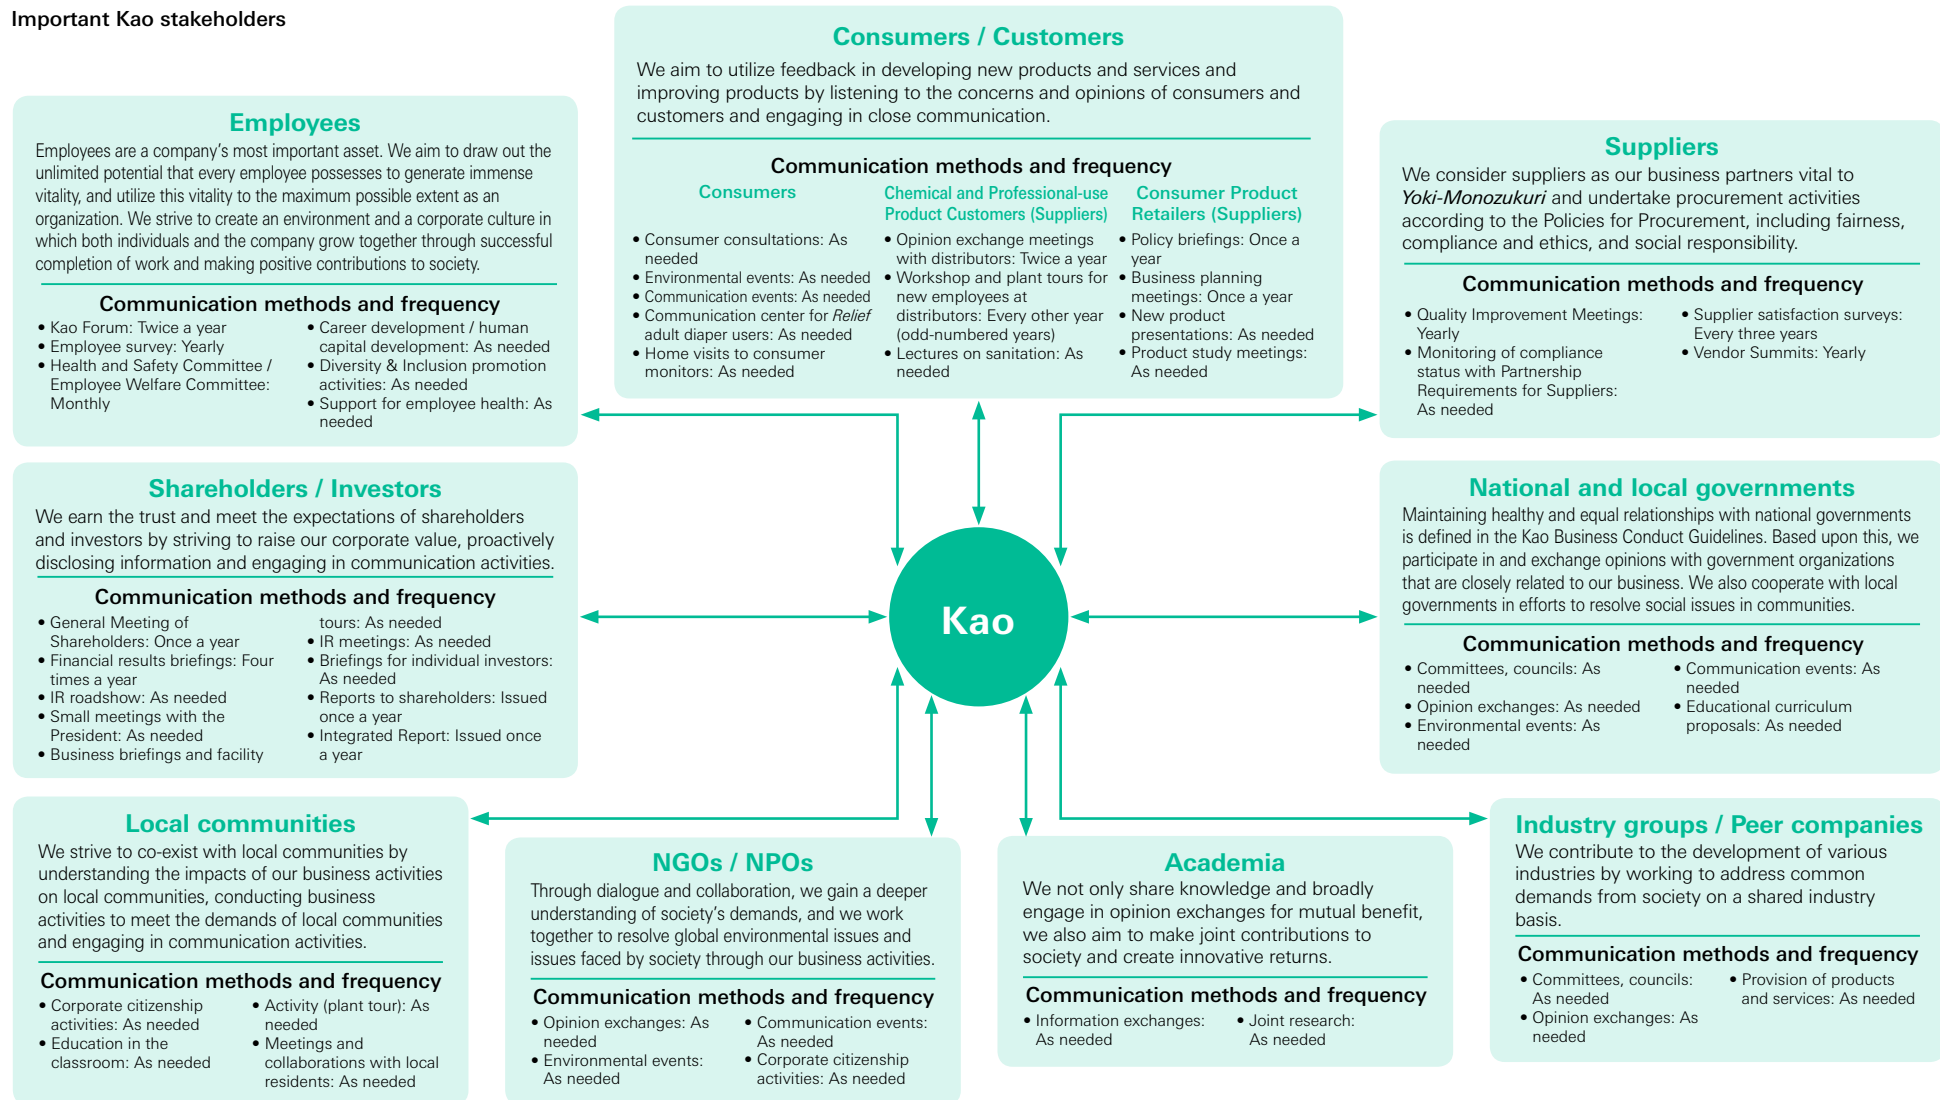 Important Kao stakeholders
Consumers / Customers
We aim to utilize feedback in developing new products and services and
improving products by listening to the concerns and opinions of consumers and
customers and engaging in close communication.
Communication methods and frequency
Consumers
• Consumer consultations: As
needed
• Environmental events: As needed
• Communication events: As needed
• Communication center for Relief
adult diaper users: As needed
• Home visits to consumer
monitors: As needed
Chemical and Professional-use
Product Customers (Suppliers)
• Opinion exchange meetings
with distributors: Twice a year
• Workshop and plant tours for
new employees at
distributors: Every other year
(odd-numbered years)
• Lectures on sanitation: As
needed
Consumer Product
Retailers (Suppliers)
• Policy briefings: Once a
year
• Business planning
meetings: Once a year
• New product
presentations: As needed
• Product study meetings:
As needed
Employees
Employees are a company's most important asset. We aim to draw out the
unlimited potential that every employee possesses to generate immense
vitality, and utilize this vitality to the maximum possible extent as an
organization. We strive to create an environment and a corporate culture in
which both individuals and the company grow together through successful
completion of work and making positive contributions to society.
Communication methods and frequency
• Kao Forum: Twice a year
• Employee survey: Yearly
• Health and Safety Committee /
Employee Welfare Committee:
Monthly
• Career development / human
capital development: As needed
• Diversity & Inclusion promotion
activities: As needed
• Support for employee health: As
needed
Suppliers
We consider suppliers as our business partners vital to
Yoki-Monozukuri and undertake procurement activities
according to the Policies for Procurement, including fairness,
compliance and ethics, and social responsibility.
Communication methods and frequency
• Quality Improvement Meetings:
Yearly
• Monitoring of compliance
status with Partnership
Requirements for Suppliers:
As needed
• Supplier satisfaction surveys:
Every three years
• Vendor Summits: Yearly
Shareholders / Investors
We earn the trust and meet the expectations of shareholders
and investors by striving to raise our corporate value, proactively
disclosing information and engaging in communication activities.
Communication methods and frequency
• General Meeting of
Shareholders: Once a year
• Financial results briefings: Four
times a year
• IR roadshow: As needed
• Small meetings with the
President: As needed
• Business briefings and facility
tours: As needed
• IR meetings: As needed
• Briefings for individual investors:
As needed
• Reports to shareholders: Issued
once a year
• Integrated Report: Issued once
a year
Kao
National and local governments
Maintaining healthy and equal relationships with national governments
is defined in the Kao Business Conduct Guidelines. Based upon this, we
participate in and exchange opinions with government organizations
that are closely related to our business. We also cooperate with local
governments in efforts to resolve social issues in communities.
Communication methods and frequency
• Committees, councils: As
needed
• Opinion exchanges: As needed
• Environmental events: As
needed
• Communication events: As
needed
• Educational curriculum
proposals: As needed
Local communities
We strive to co-exist with local communities by
understanding the impacts of our business activities
on local communities, conducting business
activities to meet the demands of local communities
and engaging in communication activities.
Communication methods and frequency
• Corporate citizenship
activities: As needed
• Education in the
classroom: As needed
• Activity (plant tour): As
needed
• Meetings and
collaborations with local
residents: As needed
NGOs / NPOs
Through dialogue and collaboration, we gain a deeper
understanding of society's demands, and we work
together to resolve global environmental issues and
issues faced by society through our business activities.
Communication methods and frequency
• Opinion exchanges: As
needed
• Environmental events:
As needed
• Communication events:
As needed
• Corporate citizenship
activities: As needed
Academia
We not only share knowledge and broadly
engage in opinion exchanges for mutual benefit,
we also aim to make joint contributions to
society and create innovative returns.
Communication methods and frequency
• Information exchanges:
As needed
• Joint research:
As needed
Industry groups / Peer companies
We contribute to the development of various
industries by working to address common
demands from society on a shared industry
basis.
Communication methods and frequency
• Committees, councils:
As needed
• Opinion exchanges: As
needed
• Provision of products
and services: As needed